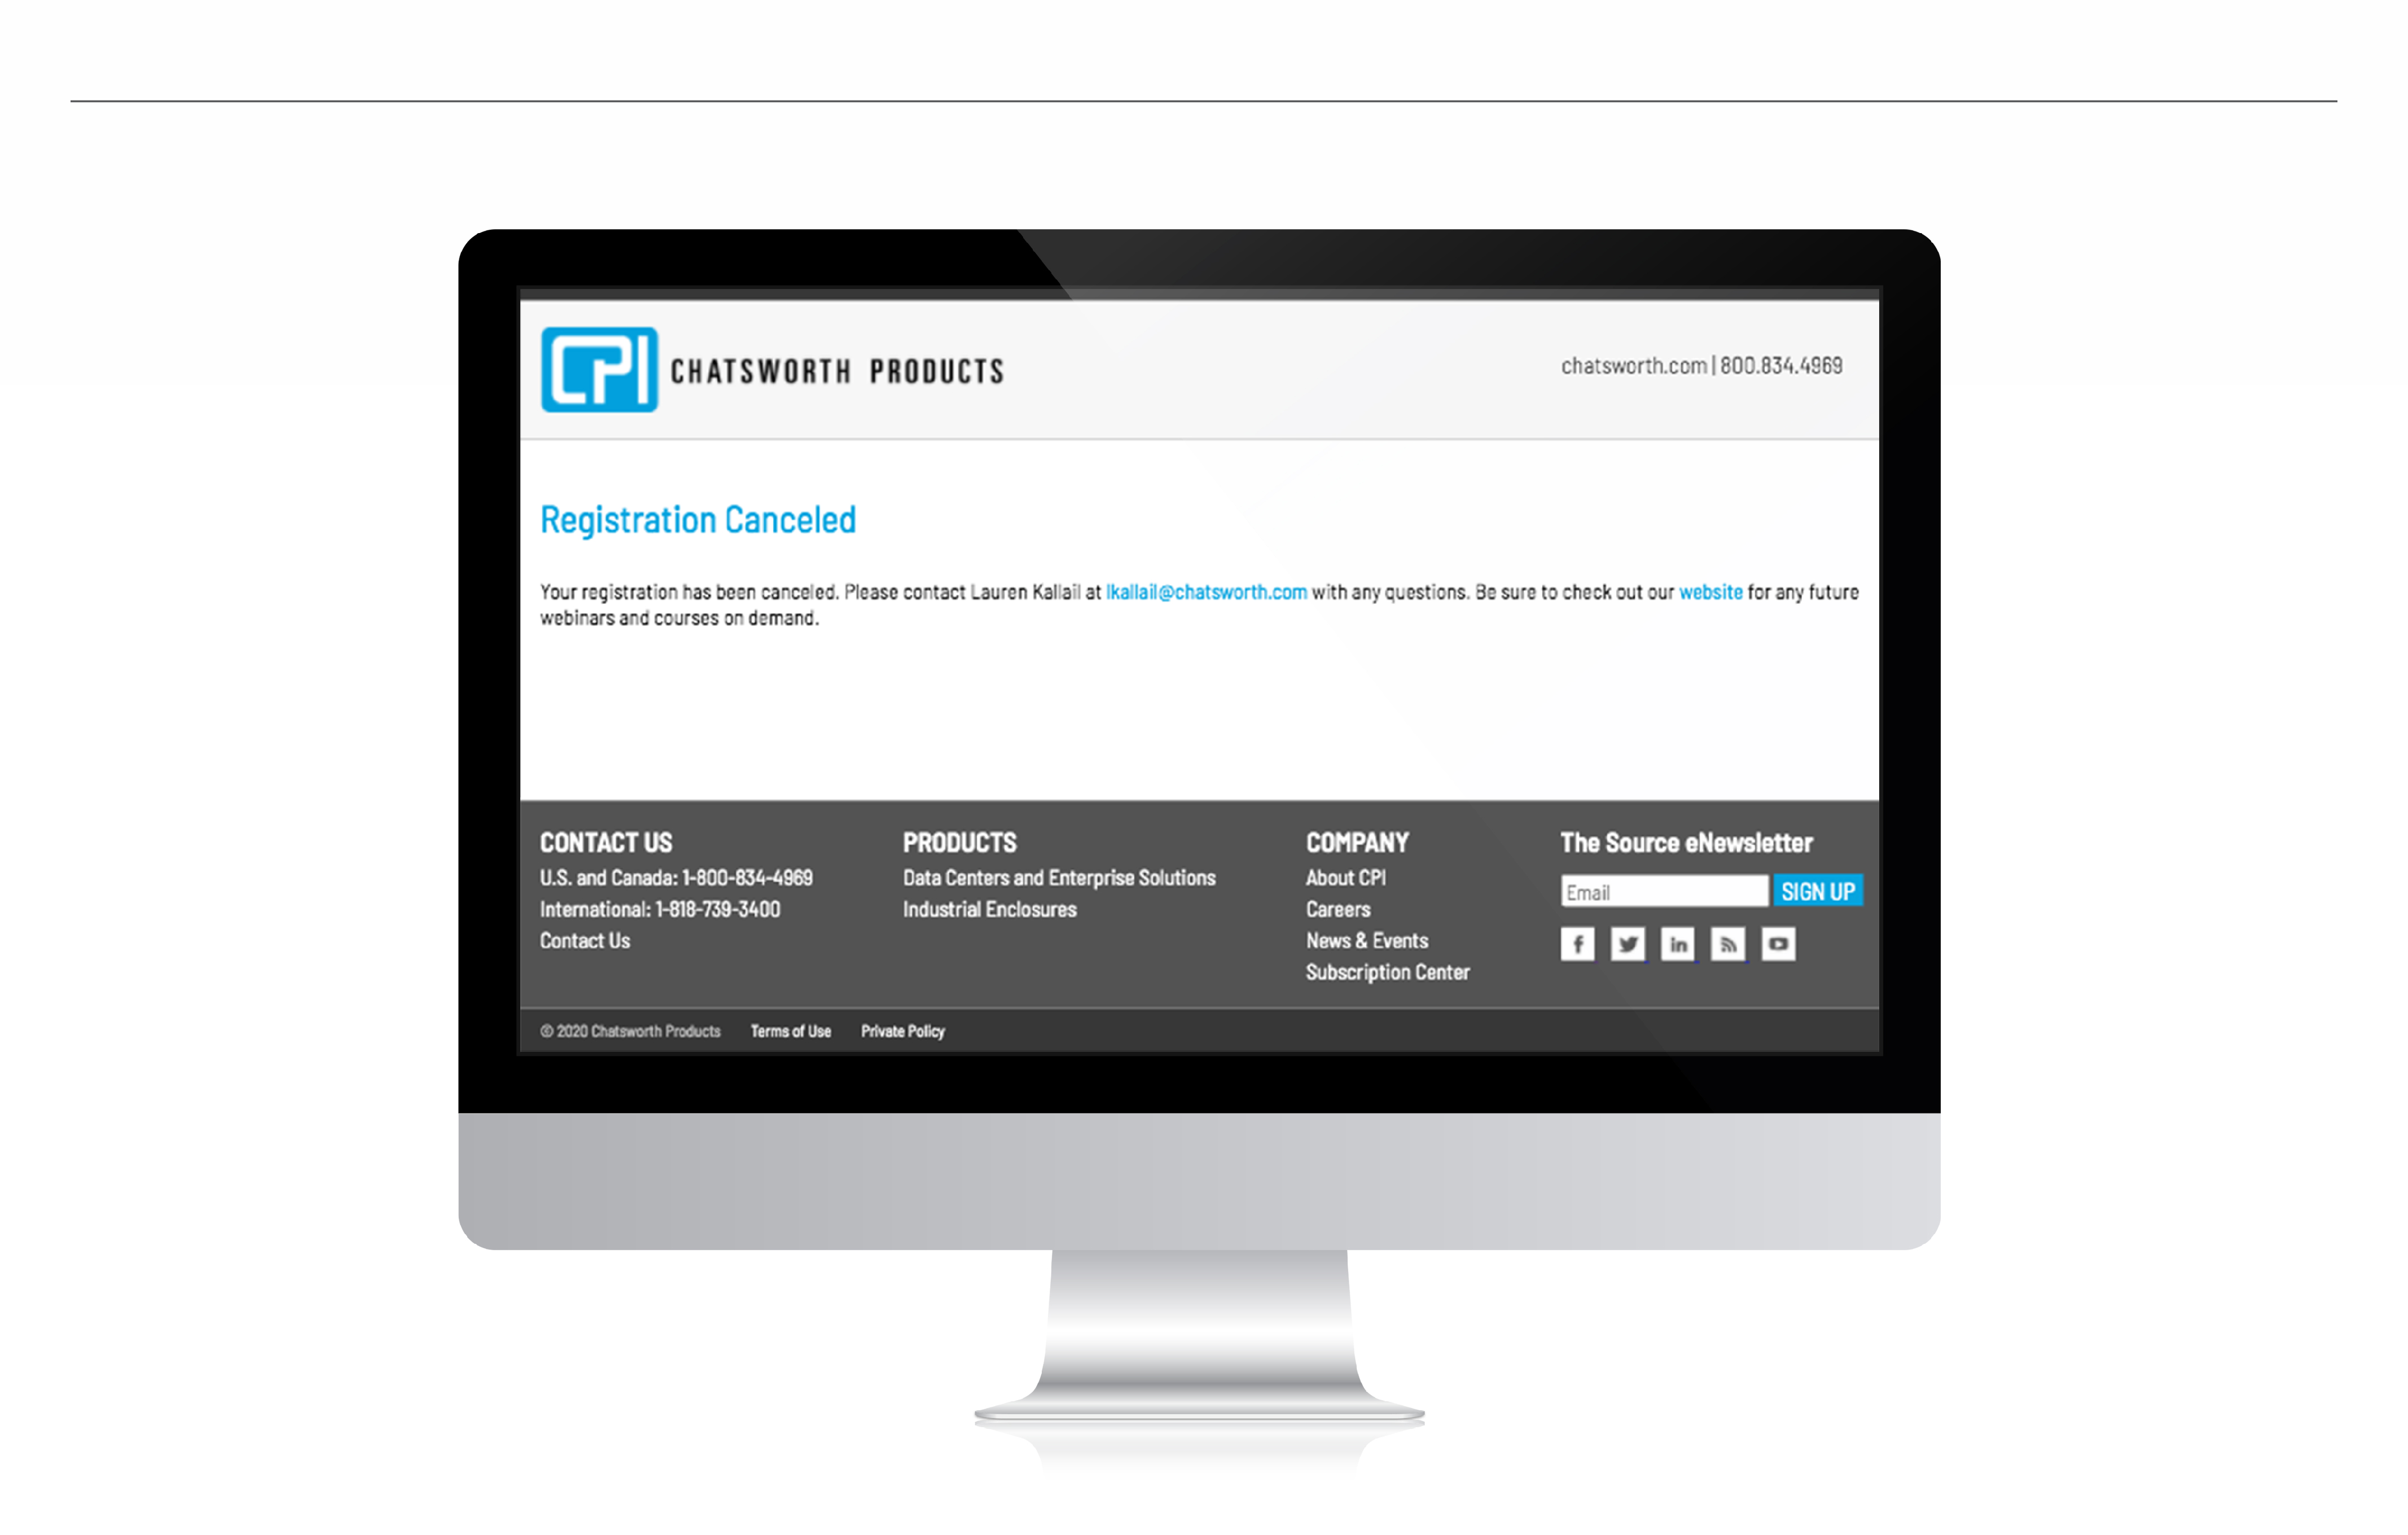 CPI CHATSWORTH PRODUCTS
chatsworth.com | 800.834.4969
Registration Canceled
Your registration has been canceled. Please contact Lauren Kallail at lkallail@chatsworth.com with any questions. Be sure to check out our website for any future
webinars and courses on demand.
CONTACT US
U.S. and Canada: 1-800-834-4969
International: 1-818-739-3400
Contact Us
PRODUCTS
Data Centers and Enterprise Solutions
Industrial Enclosures
COMPANY
About CPI
Careers
News & Events
Subscription Center
The Source eNewsletter
Email SIGN UP
© 2020 Chatsworth Products Terms of Use Private Policy